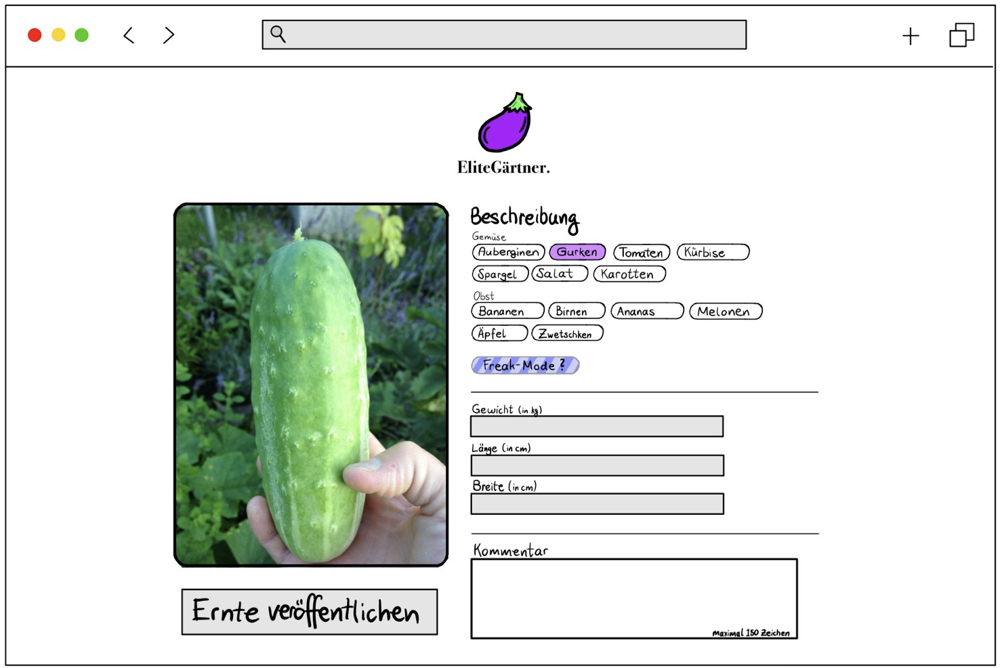 EliteGärtner.
Beschreibung
Gemüse
Auberginen Gurken Tomaten Kürbise
Spargel Salat Karotten
Obst
Bananen Birnen Ananas Melonen
Äpfel Zwetschken
Freak-Mode ?
Gewicht (in kg)
Länge (in cm)
Breite (in cm)
Kommentar
maximal 150 Zeichen
Ernte veröffentlichen